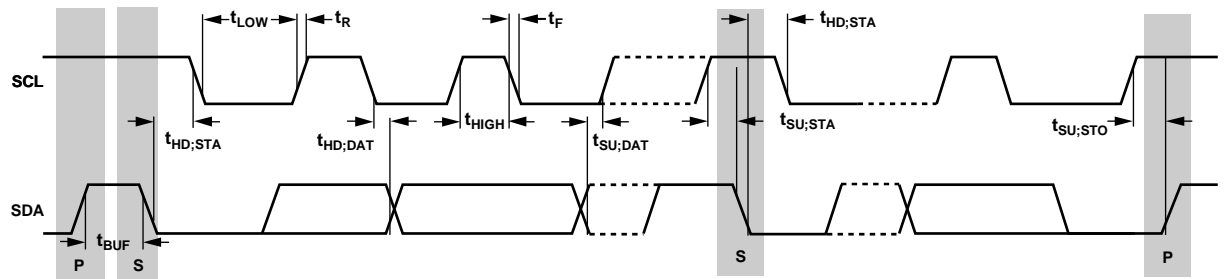 tLOW tR tF tHD;STA
SCL
tHD;STA tHD;DAT tHIGH tSU;DAT tSU;STA tSU;STO
SDA
tBUF
P S S P